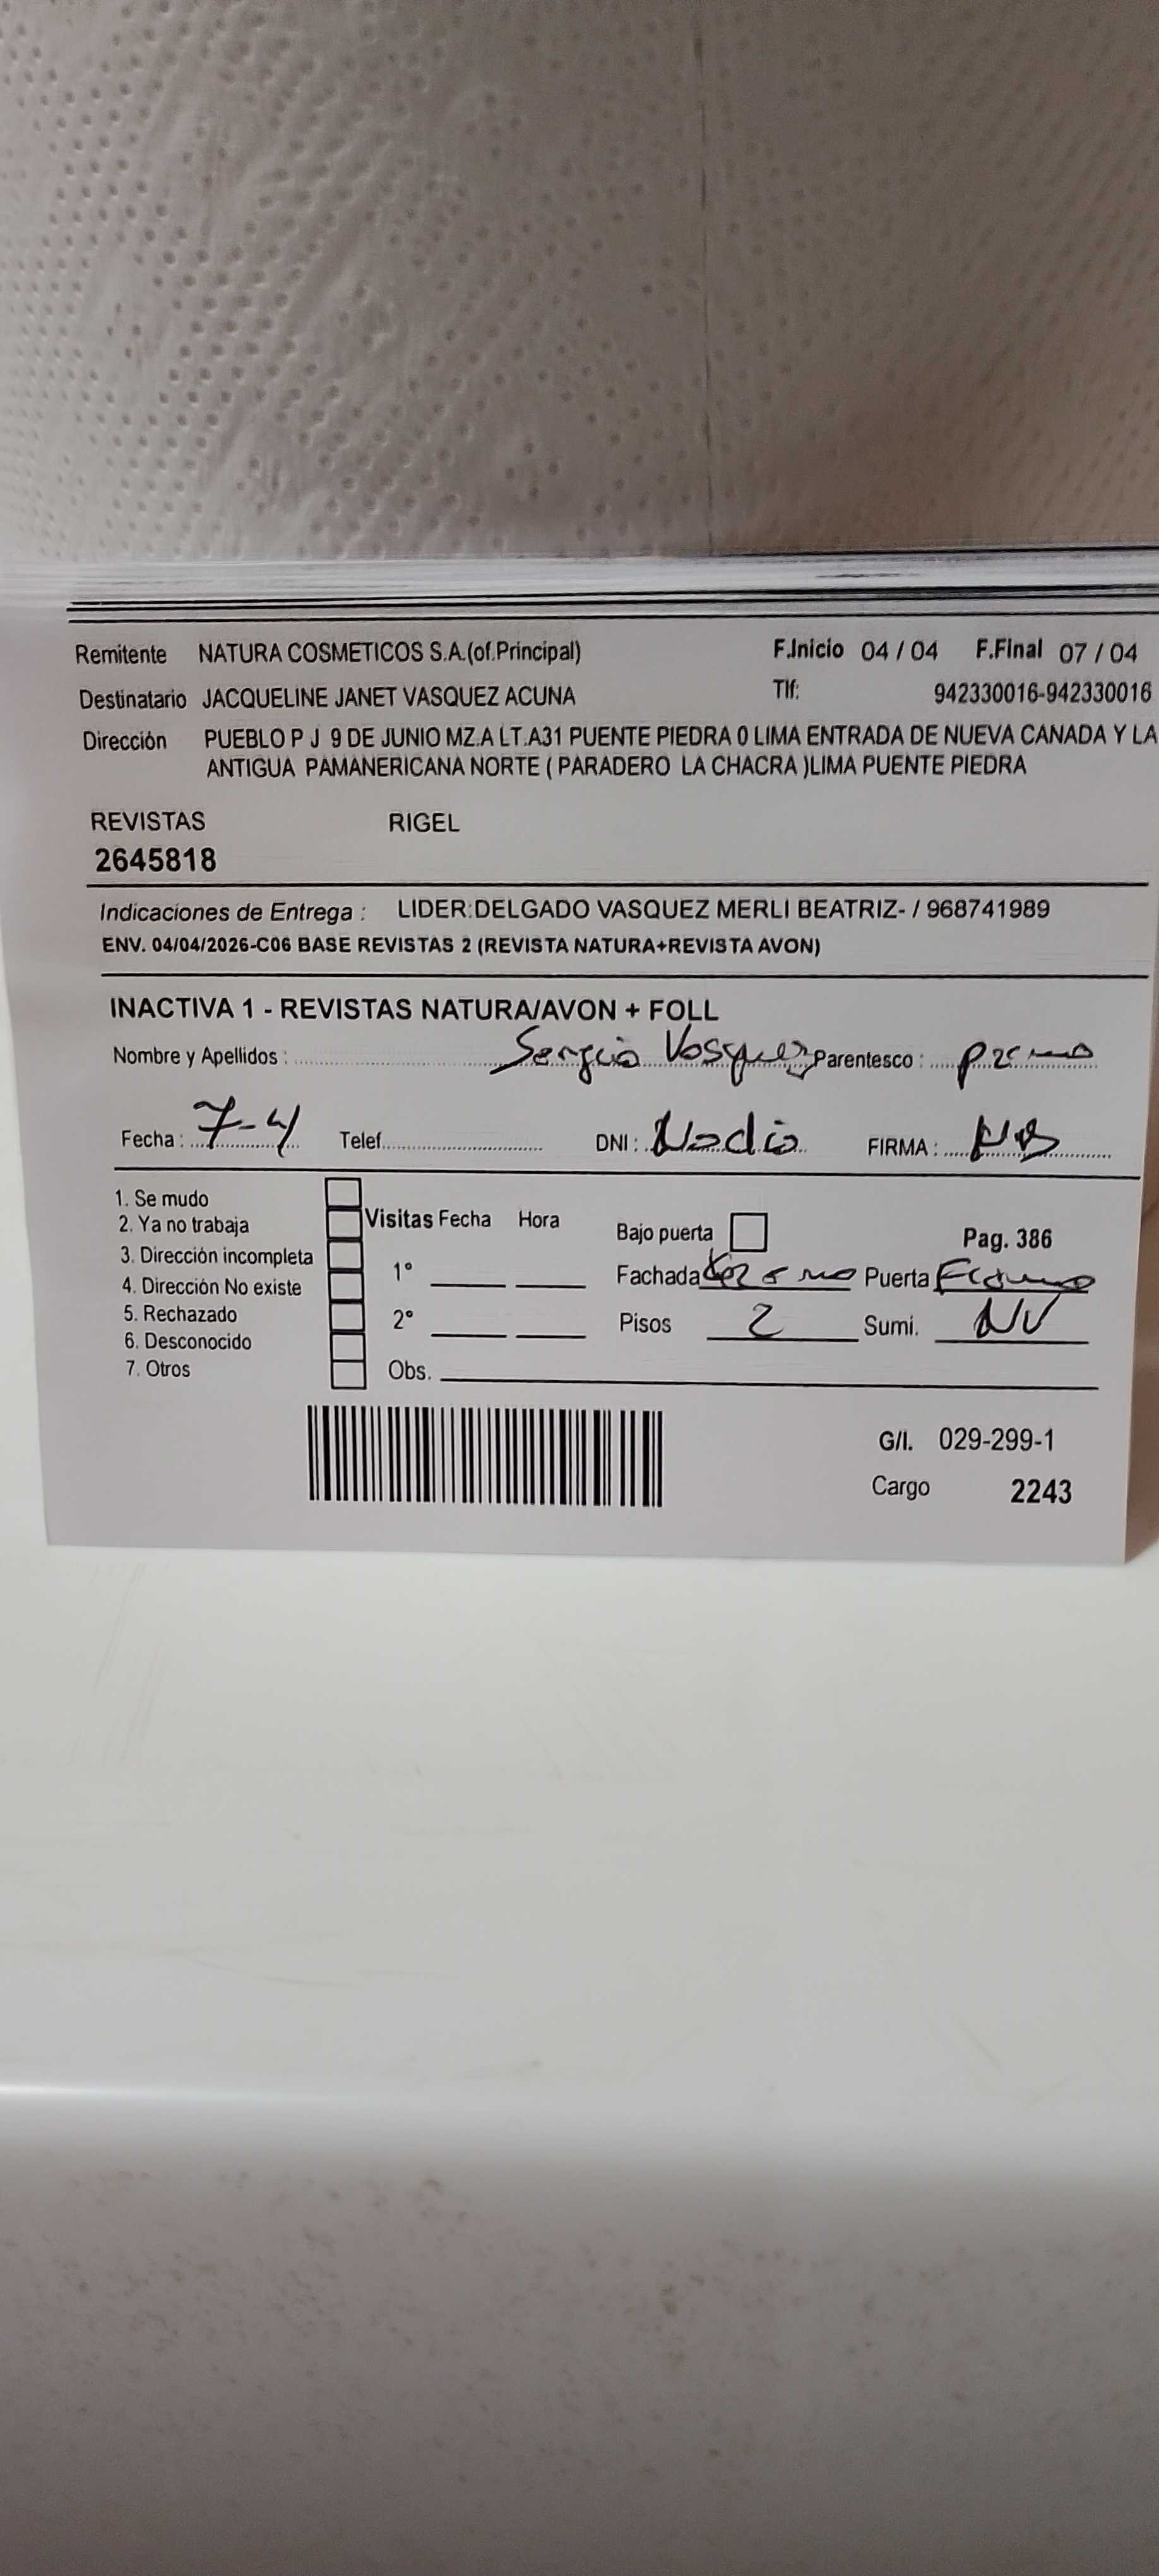 Remitente NATURA COSMETICOS S.A.(of.Principal) F.Inicio 04 / 04 F.Final 07 / 04
Destinatario JACQUELINE JANET VASQUEZ ACUNA Tlf: 942330016-942330016
Dirección PUEBLO P J 9 DE JUNIO MZ.A LT.A31 PUENTE PIEDRA 0 LIMA ENTRADA DE NUEVA CANADA Y LA
ANTIGUA PAMANERICANA NORTE ( PARADERO LA CHACRA )LIMA PUENTE PIEDRA
REVISTAS RIGEL
2645818
Indicaciones de Entrega : LIDER:DELGADO VASQUEZ MERLI BEATRIZ- / 968741989
ENV. 04/04/2026-C06 BASE REVISTAS 2 (REVISTA NATURA+REVISTA AVON)
INACTIVA 1 - REVISTAS NATURA/AVON + FOLL
Nombre y Apellidos : Sergio Vasquez Parentesco : primo
Fecha : 7-4 Telef. DNI : No dio FIRMA :
1. Se mudo
2. Ya no trabaja
3. Dirección incompleta
4. Dirección No existe
5. Rechazado
6. Desconocido
7. Otros
Visitas Fecha Hora
1°
2°
Obs.
Bajo puerta Pag. 386
Fachada Puerta
Pisos 2 Sumi. NV
G/I. 029-299-1
Cargo 2243